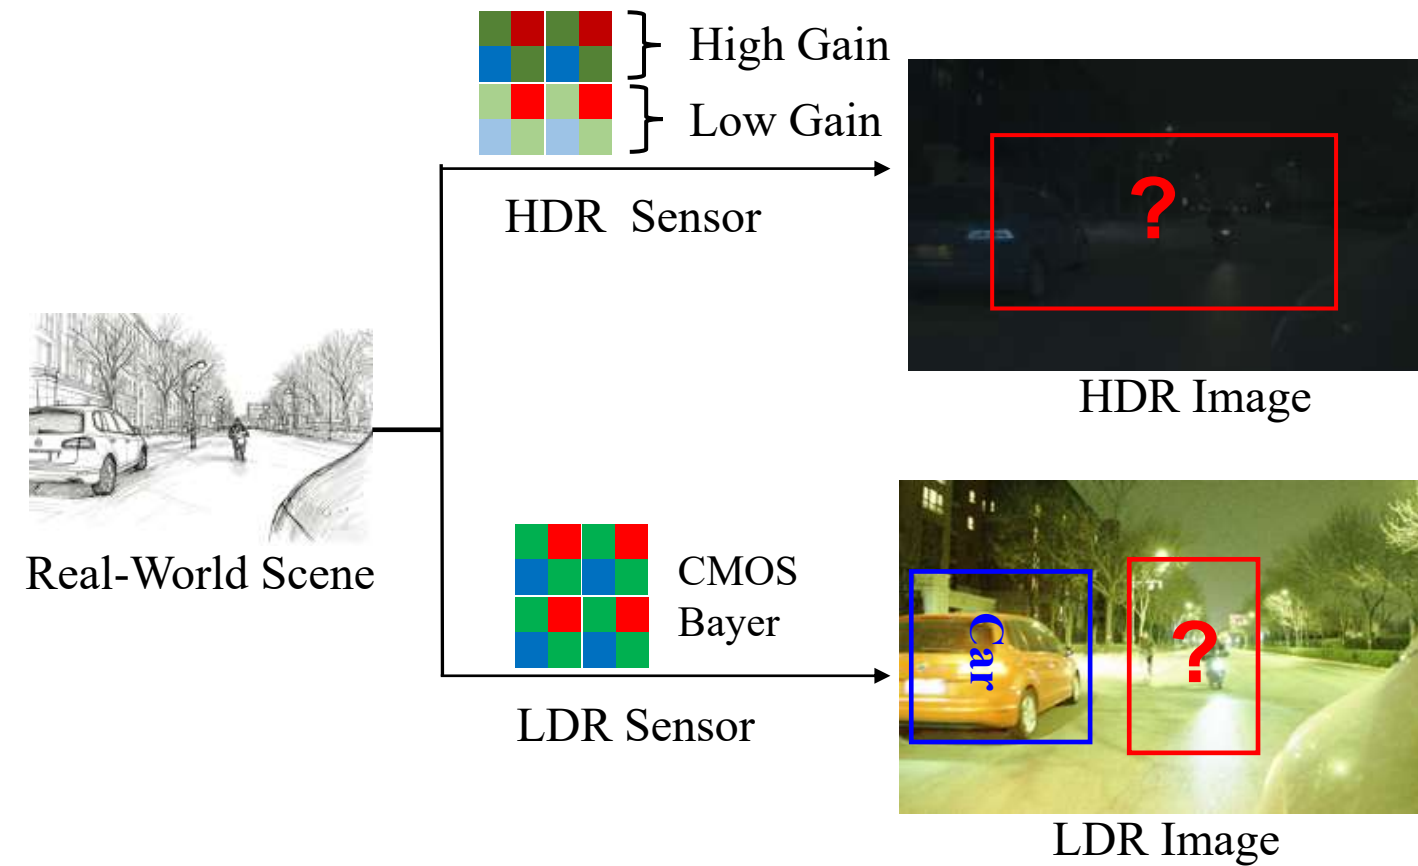 High Gain
Low Gain
HDR Sensor
?
HDR Image
Real-World Scene
CMOS
Bayer
LDR Sensor
Car
?
LDR Image